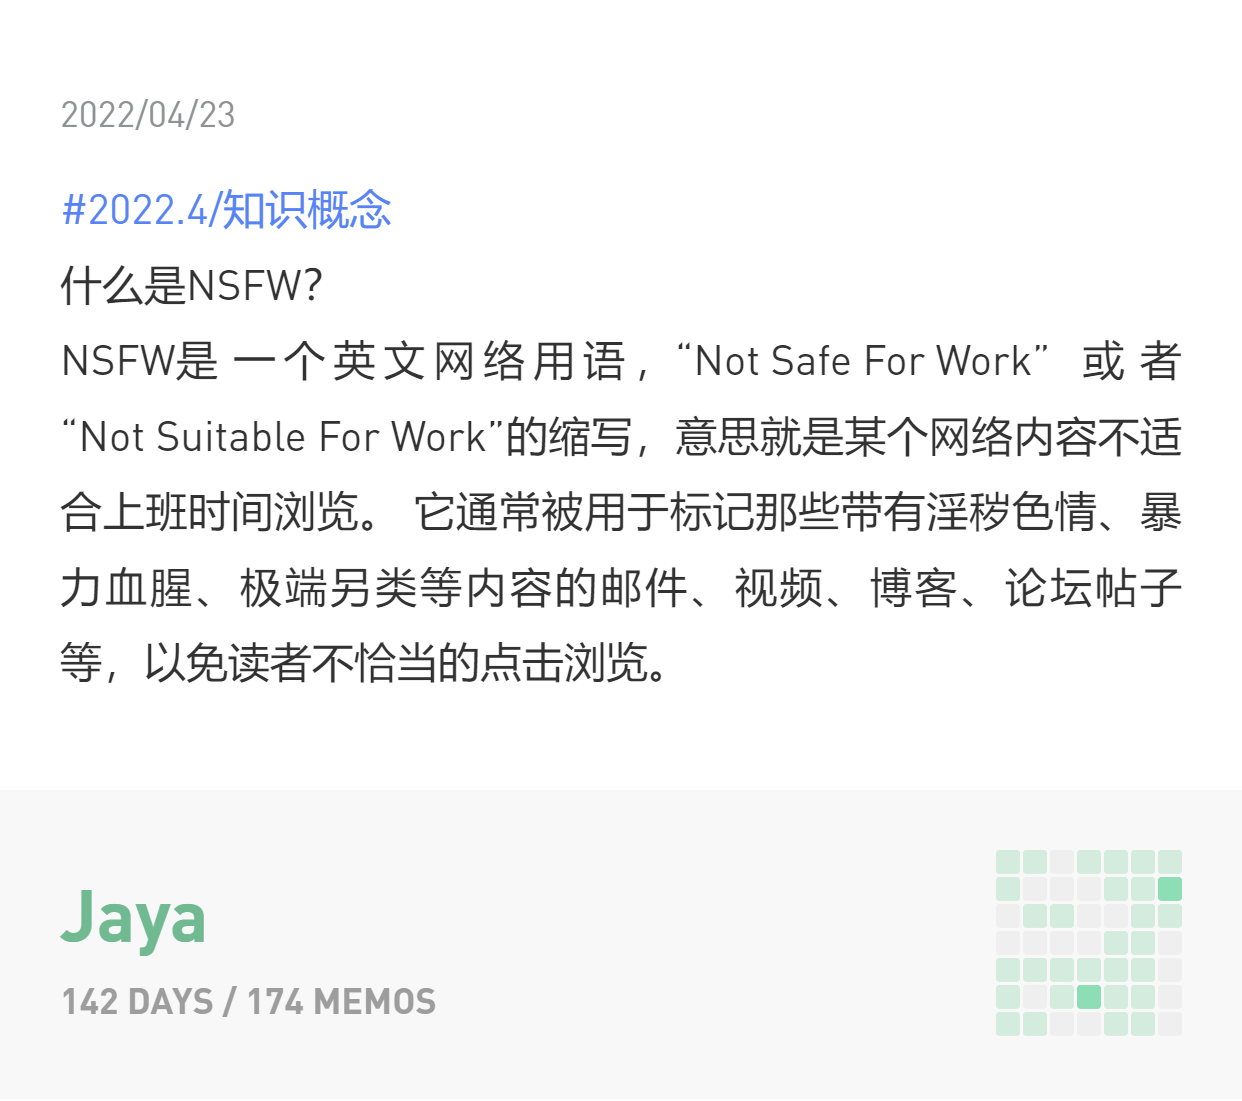 2022/04/23
#2022.4/知识概念
什么是NSFW？
NSFW是一个英文网络用语，“Not Safe For Work” 或者
“Not Suitable For Work”的缩写，意思就是某个网络内容不适
合上班时间浏览。 它通常被用于标记那些带有淫秽色情、暴
力血腥、极端另类等内容的邮件、视频、博客、论坛帖子
等，以免读者不恰当的点击浏览。
Jaya
142 DAYS / 174 MEMOS